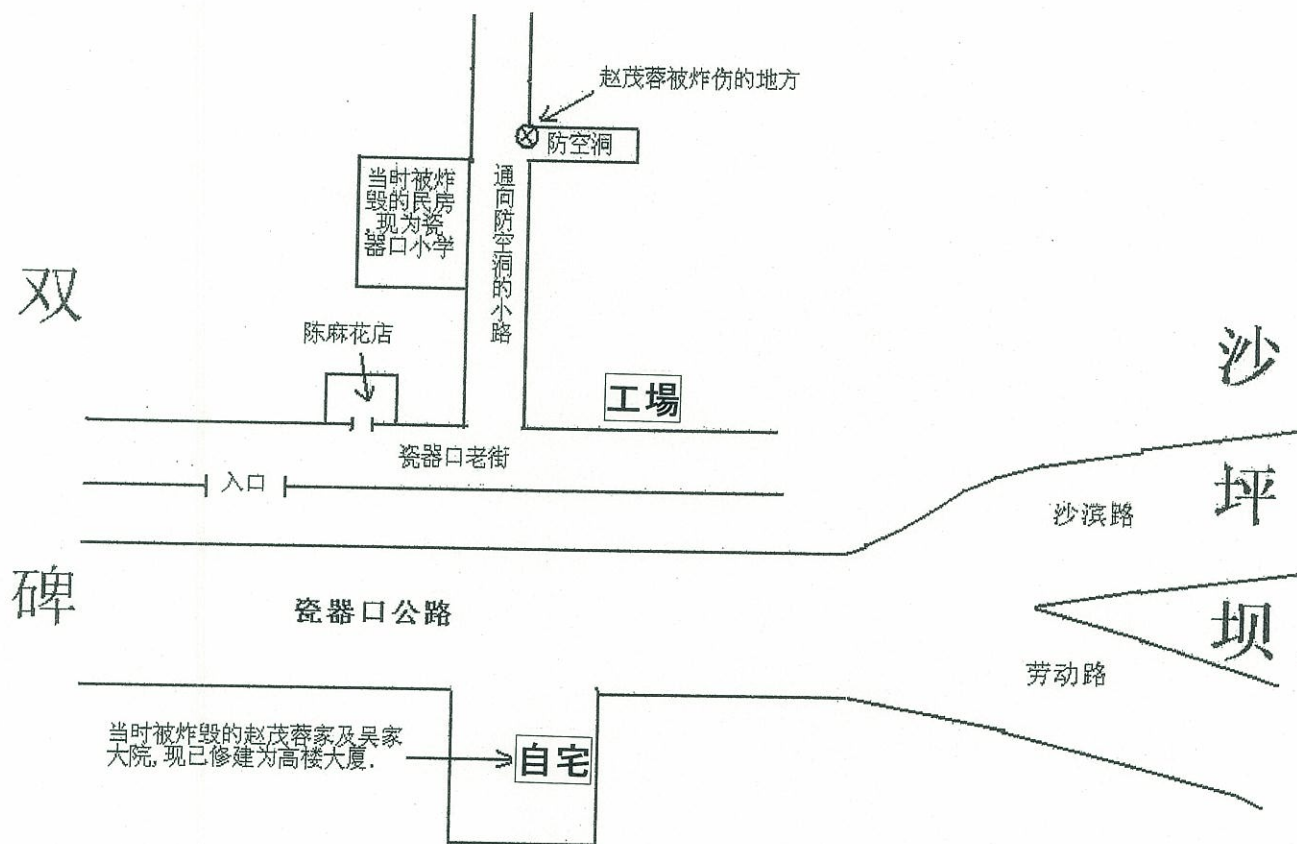 赵茂蓉被炸伤的地方
防空洞
当时被炸
毁的民房
,现为瓷
器口小学
通向防空洞的小路
双碑
陈麻花店
工場
沙坪坝
瓷器口老街
入口
沙滨路
瓷器口公路
劳动路
当时被炸毁的赵茂蓉家及吴家
大院,现已修建为高楼大厦.
自宅